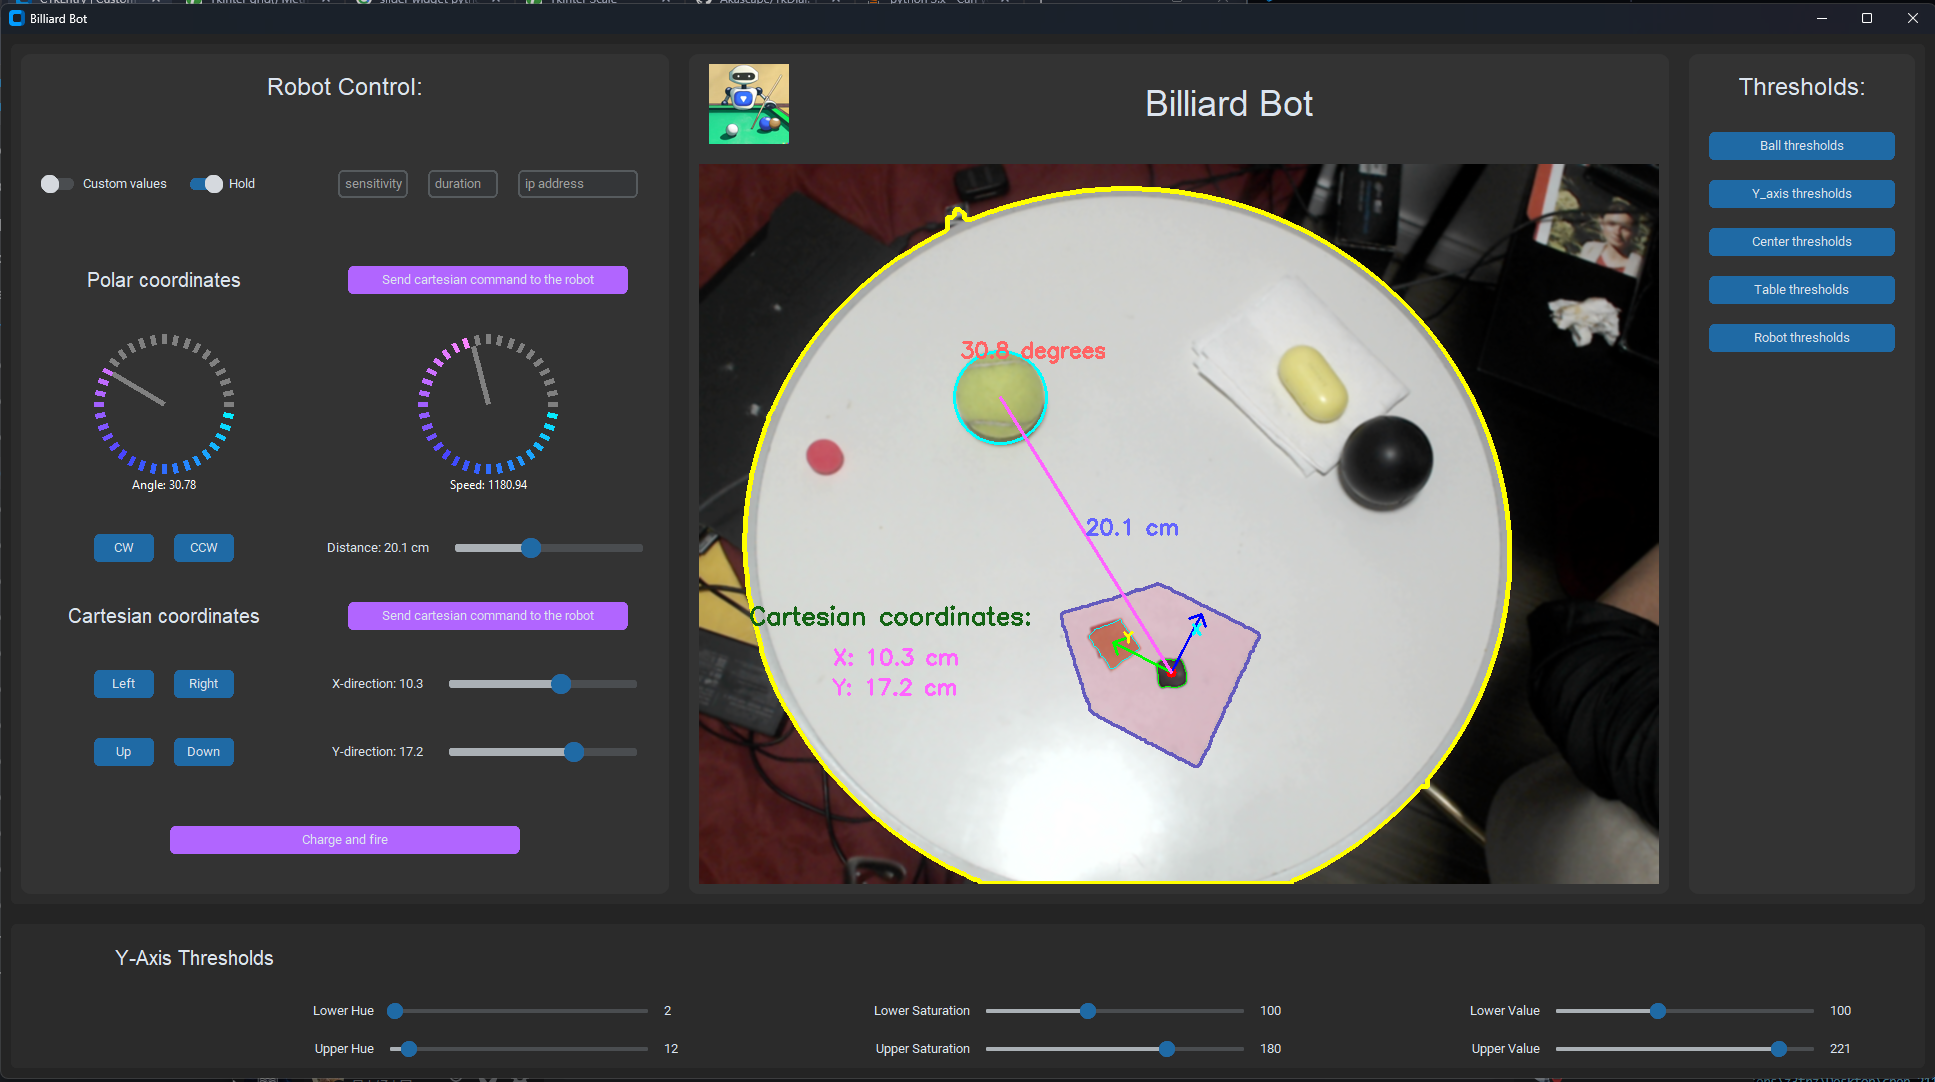 Billiard Bot
Robot Control:
Custom values
Hold
sensitivity
duration
ip address
Polar coordinates
Send cartesian command to the robot
Angle: 30.78
Speed: 1180.94
CW
CCW
Distance: 20.1 cm
Cartesian coordinates
Send cartesian command to the robot
Left
Right
X-direction: 10.3
Up
Down
Y-direction: 17.2
Charge and fire
Billiard Bot
30.8 degrees
20.1 cm
Cartesian coordinates:
X: 10.3 cm
Y: 17.2 cm
Y
X
Thresholds:
Ball thresholds
Y_axis thresholds
Center thresholds
Table thresholds
Robot thresholds
Y-Axis Thresholds
Lower Hue
2
Lower Saturation
100
Lower Value
100
Upper Hue
12
Upper Saturation
180
Upper Value
221